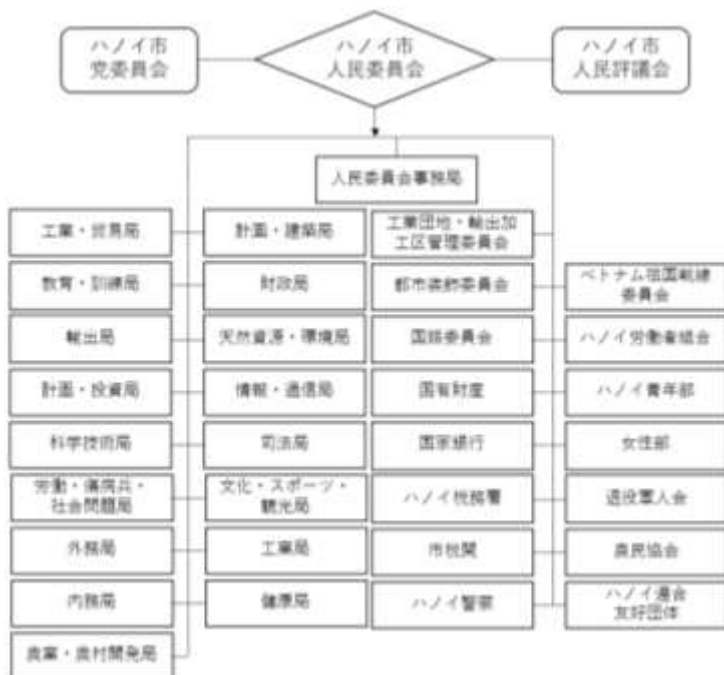 ハノイ市
党委員会
ハノイ市
人民委員会
ハノイ市
人民評議会
人民委員会事務局
工業・貿易局
計画・建築局
工業団地・輸出加
工区管理委員会
教育・訓練局
財政局
都市装飾委員会
ベトナム祖国戦線
委員会
輸出局
天然資源・環境局
国路委員会
ハノイ労働者組合
計画・投資局
情報・通信局
国有財産
ハノイ青年部
科学技術局
司法局
国家銀行
女性部
労働・傷病兵・
社会問題局
文化・スポーツ・
観光局
ハノイ税務署
退役軍人会
外務局
工業局
市税関
農民協会
内務局
健康局
ハノイ警察
ハノイ連合
友好団体
農業・農村開発局